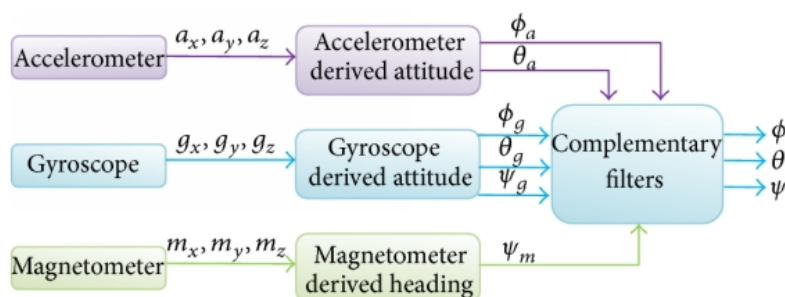 Accelerometer
a_x, a_y, a_z
Accelerometer
derived attitude
ϕ_a
θ_a
Gyroscope
g_x, g_y, g_z
Gyroscope
derived attitude
ϕ_g
θ_g
ψ_g
Complementary
filters
ϕ
θ
ψ
Magnetometer
m_x, m_y, m_z
Magnetometer
derived heading
ψ_m